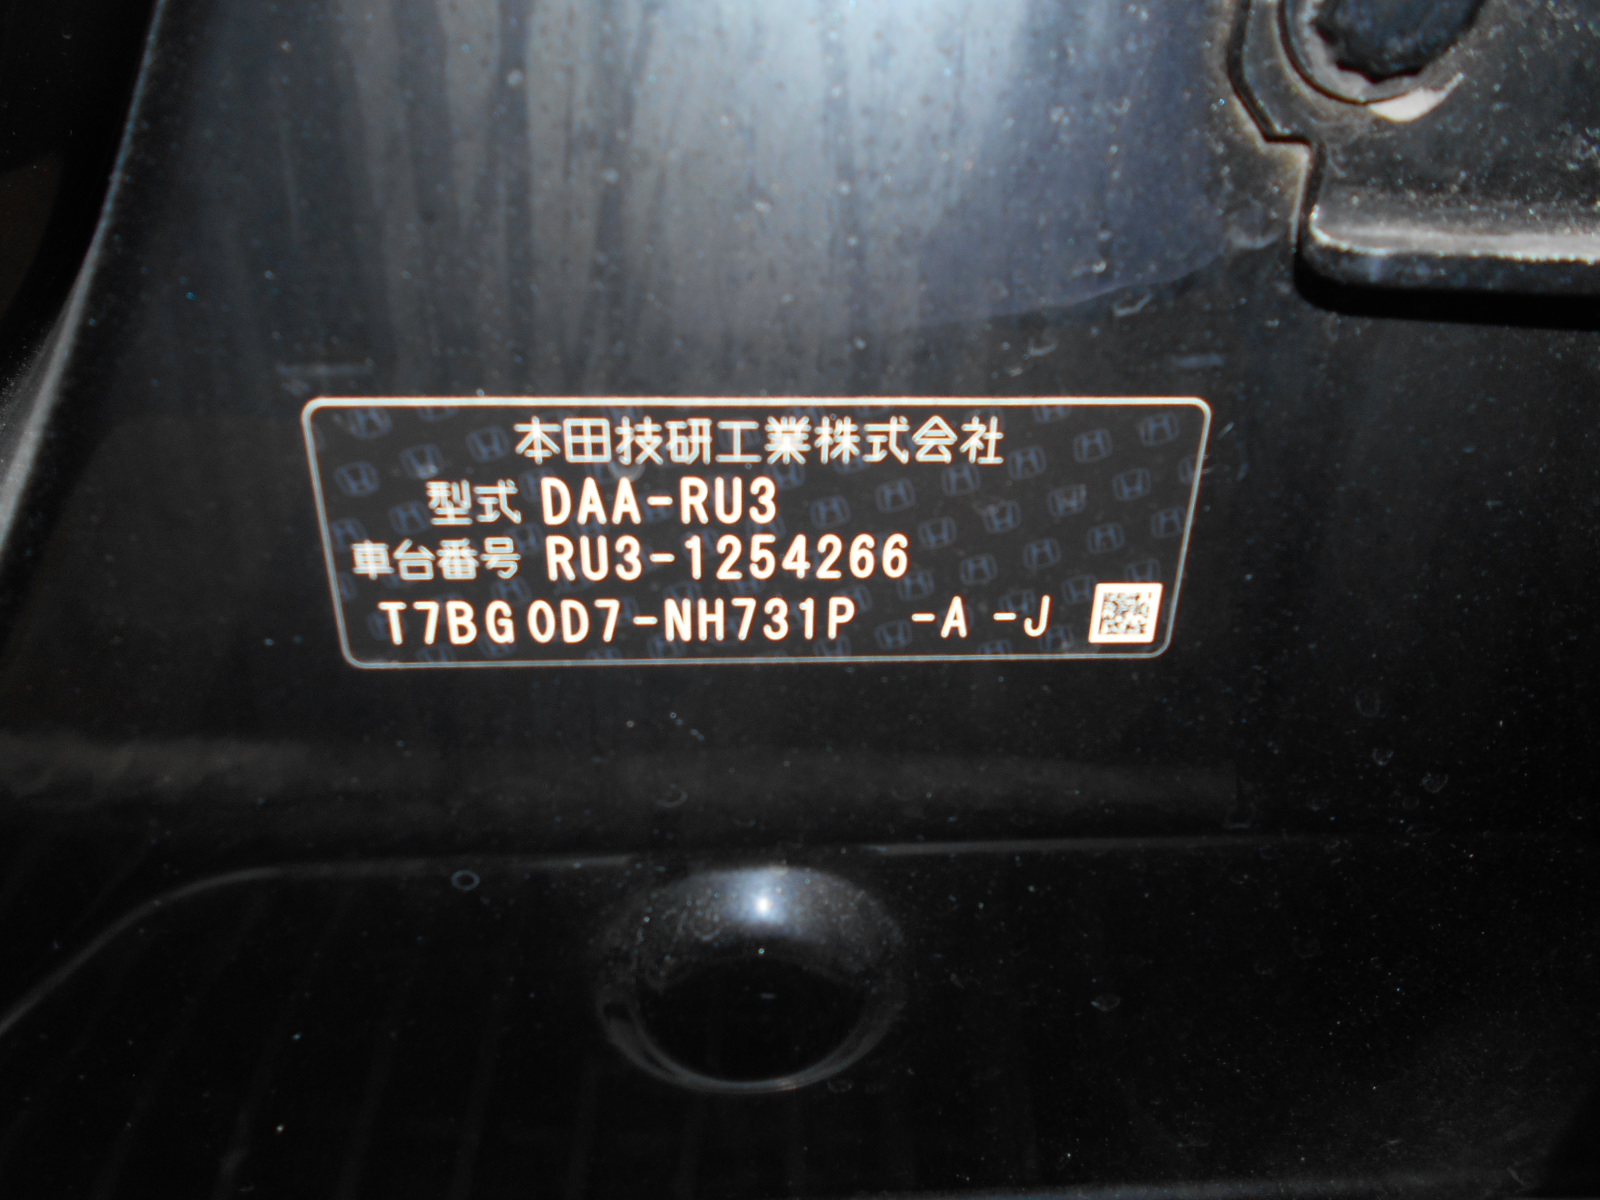 本田技研工業株式会社
型式 DAA-RU3
車台番号 RU3-1254266
T7BG0D7-NH731P -A -J